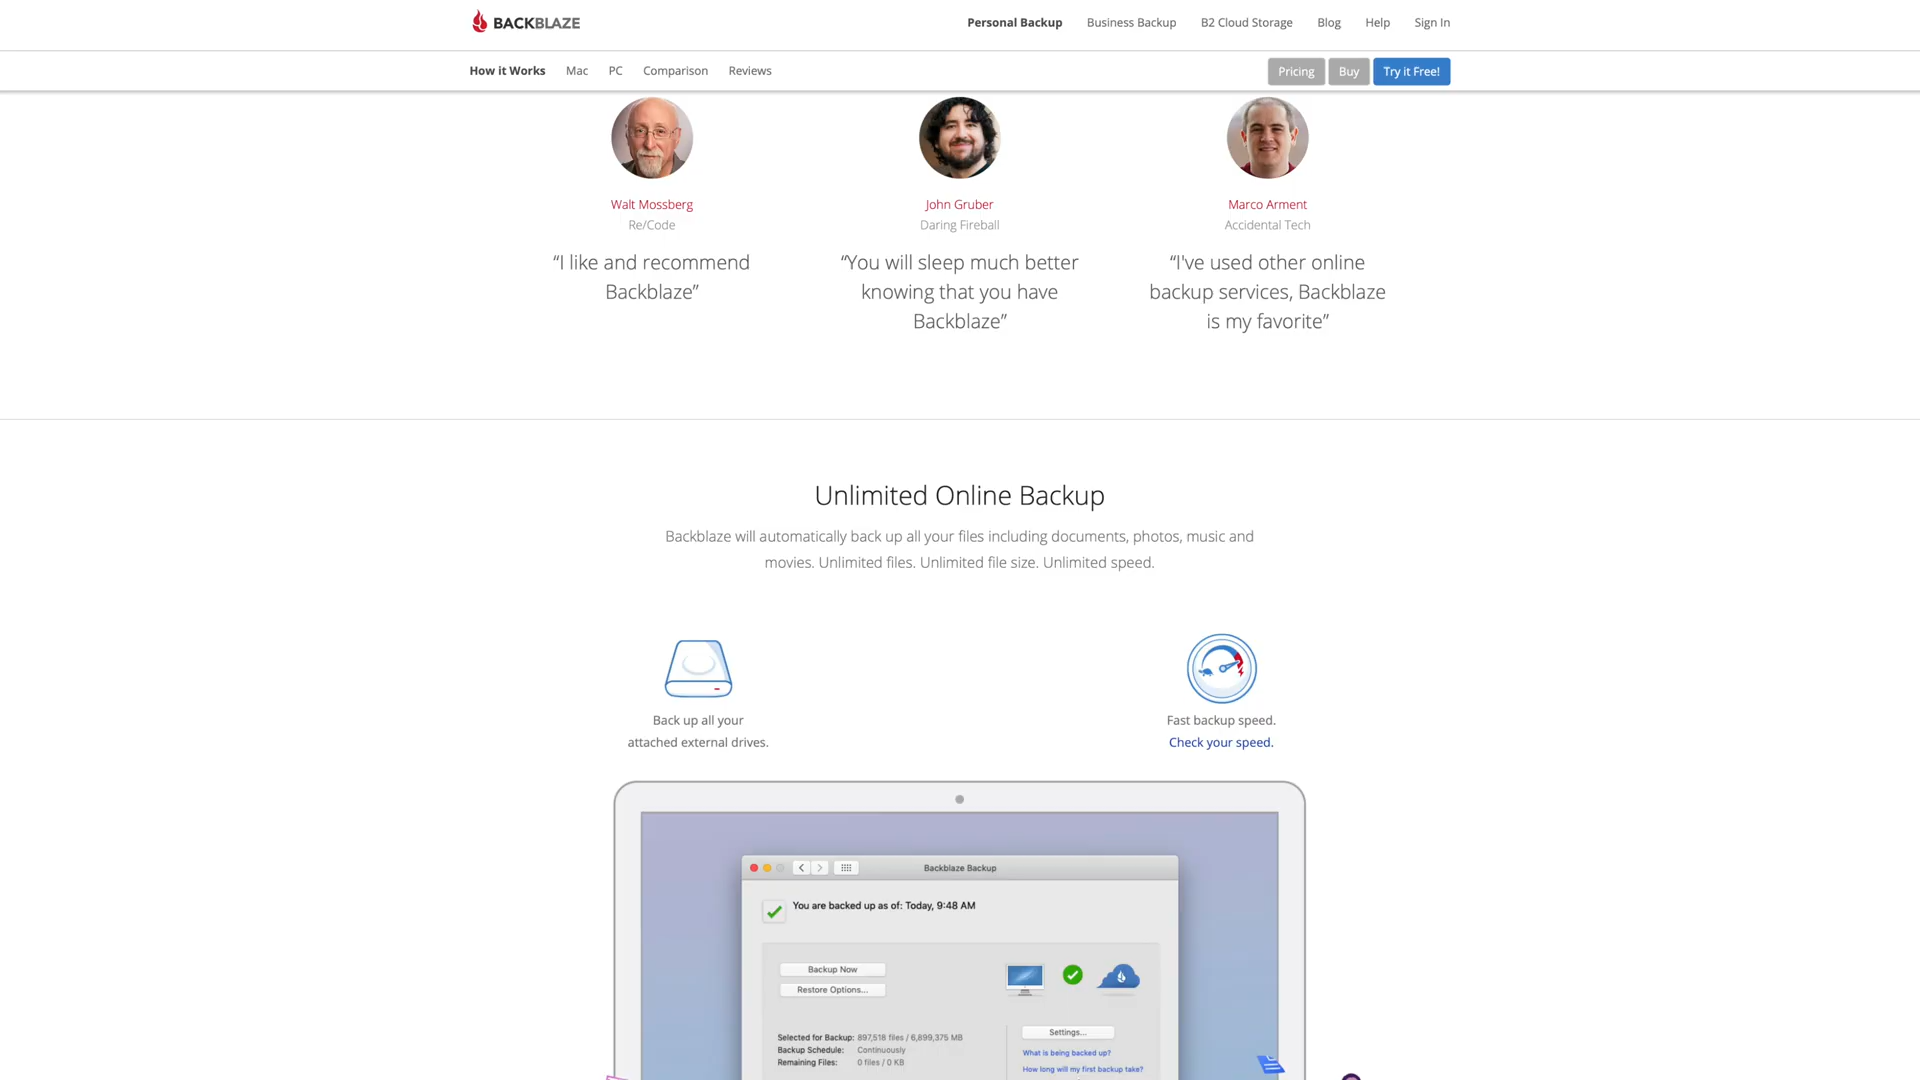 BACKBLAZE
Personal Backup
Business Backup
B2 Cloud Storage
Blog
Help
Sign In
How it Works
Mac
PC
Comparison
Reviews
Pricing
Buy
Try it Free!
Walt Mossberg
Re/Code
“I like and recommend
Backblaze”
John Gruber
Daring Fireball
“You will sleep much better
knowing that you have
Backblaze”
Marco Arment
Accidental Tech
“I've used other online
backup services, Backblaze
is my favorite”
Unlimited Online Backup
Backblaze will automatically back up all your files including documents, photos, music and
movies. Unlimited files. Unlimited file size. Unlimited speed.
Back up all your
attached external drives.
Fast backup speed.
Check your speed.
Backblaze Backup
You are backed up as of: Today, 9:48 AM
Backup Now
Restore Options...
Selected for Backup: 897,518 files / 6,899,375 MB
Backup Schedule: Continuously
Remaining Files: 0 files / 0 KB
Settings...
What is being backed up?
How long will my first backup take?